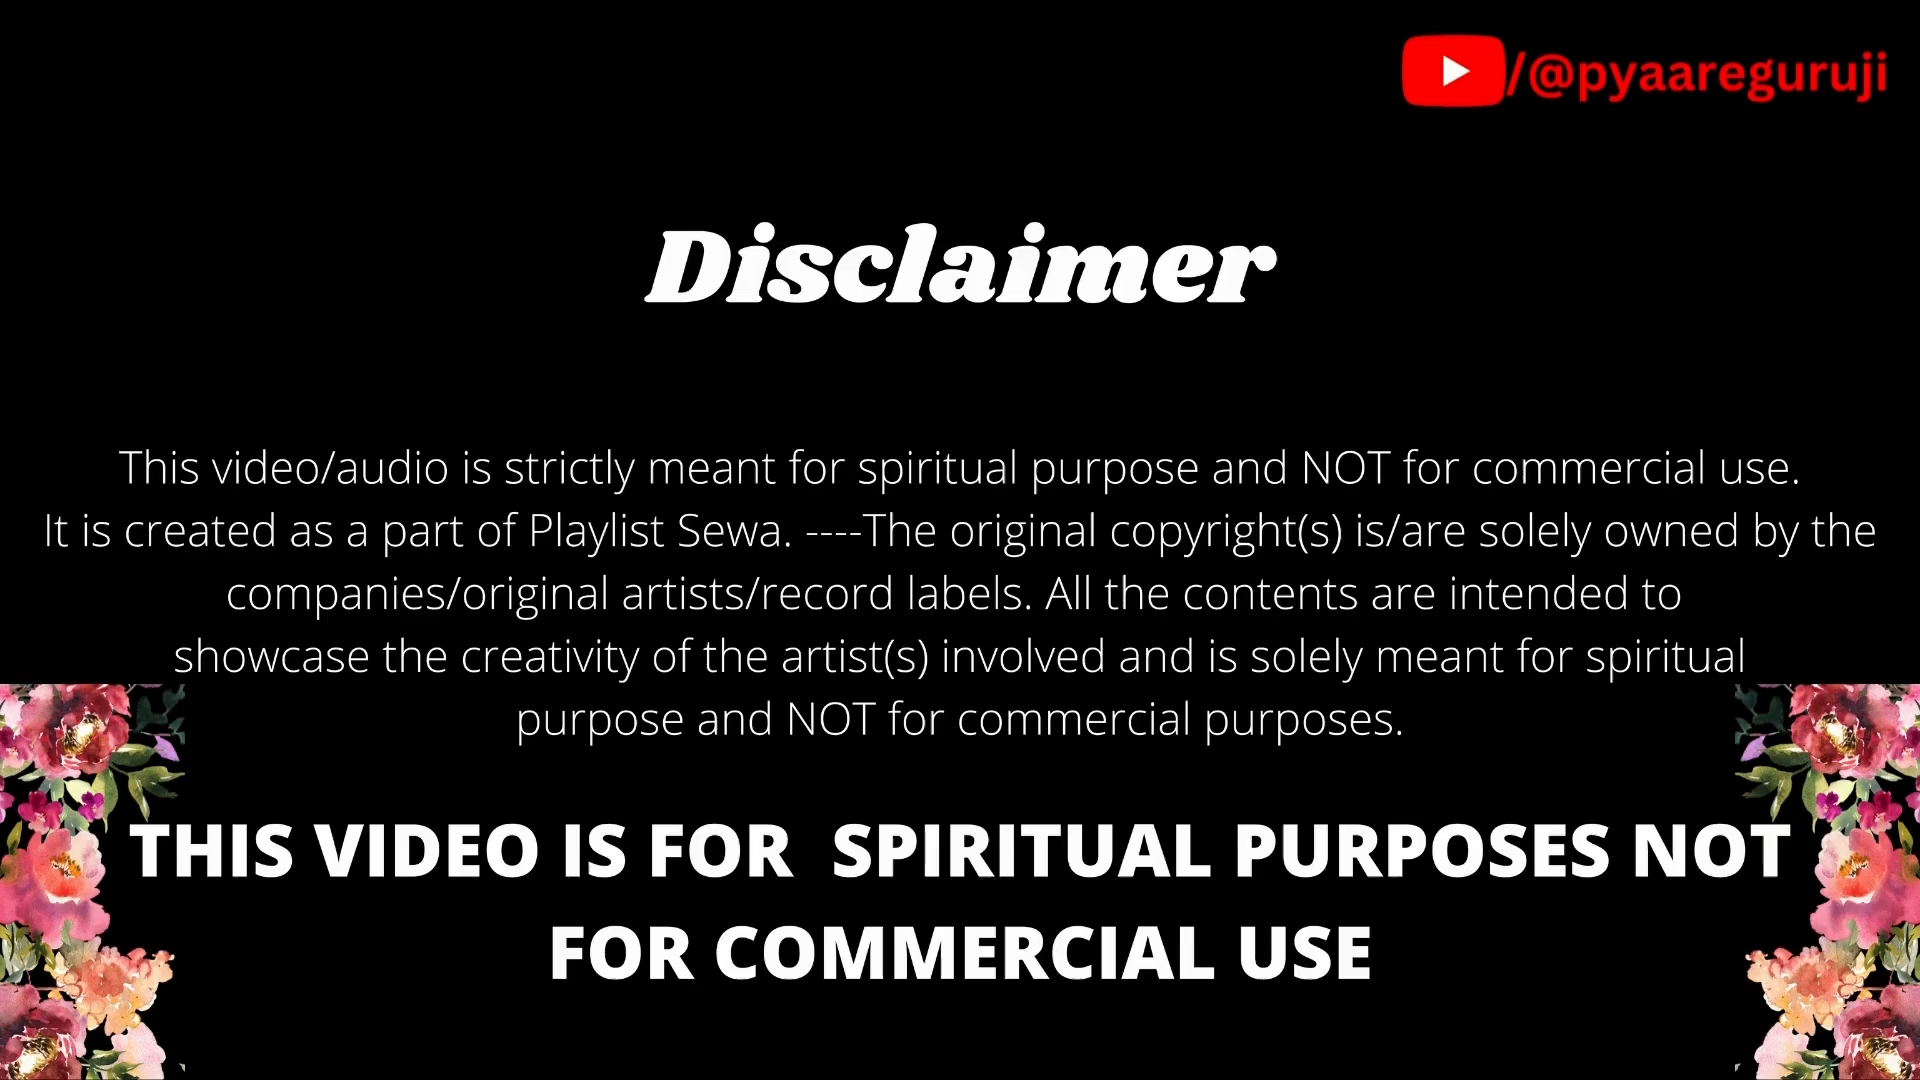 /@pyaareguruji
Disclaimer
This video/audio is strictly meant for spiritual purpose and NOT for commercial use.
It is created as a part of Playlist Sewa. ----The original copyright(s) is/are solely owned by the
companies/original artists/record labels. All the contents are intended to
showcase the creativity of the artist(s) involved and is solely meant for spiritual
purpose and NOT for commercial purposes.
THIS VIDEO IS FOR  SPIRITUAL PURPOSES NOT
FOR COMMERCIAL USE